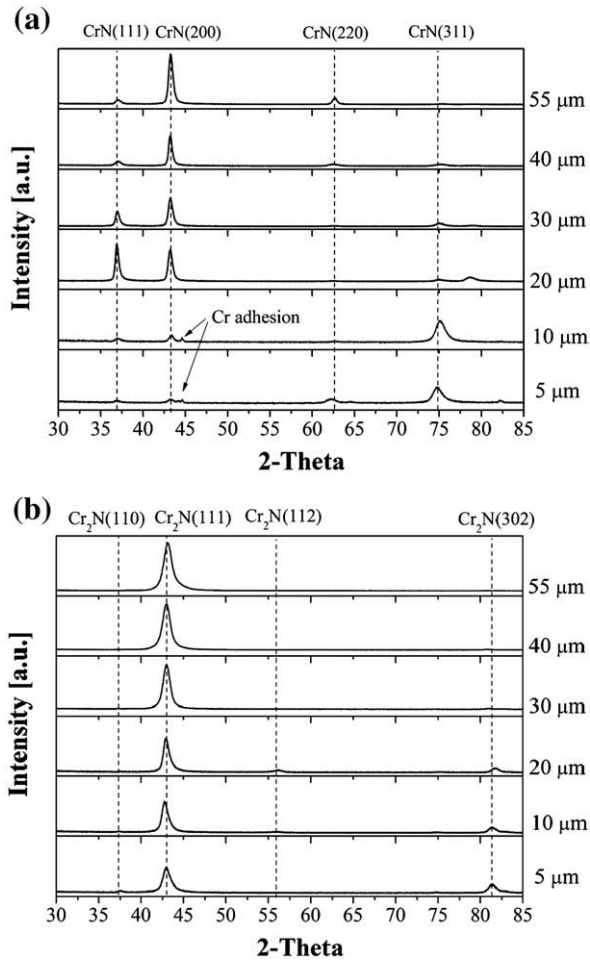 (a)
CrN(111) CrN(200) CrN(220) CrN(311)
55 μm
40 μm
30 μm
20 μm
10 μm
Cr adhesion
5 μm
Intensity [a.u.]
30 35 40 45 50 55 60 65 70 75 80 85
2-Theta
(b)
Cr₂N(110) Cr₂N(111) Cr₂N(112) Cr₂N(302)
55 μm
40 μm
30 μm
20 μm
10 μm
5 μm
Intensity [a.u.]
30 35 40 45 50 55 60 65 70 75 80 85
2-Theta